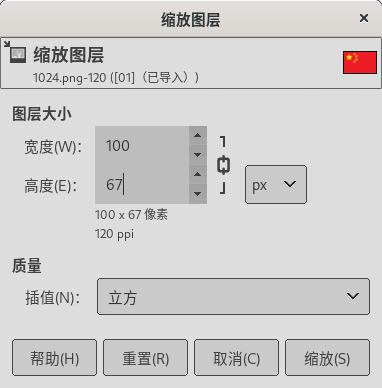 缩放图层
×
缩放图层
1024.png-120 ([01]（已导入）)
图层大小
宽度(W)： 100
高度(E)： 67
px
100 x 67 像素
120 ppi
质量
插值(N)： 立方
帮助(H) 重置(R) 取消(C) 缩放(S)